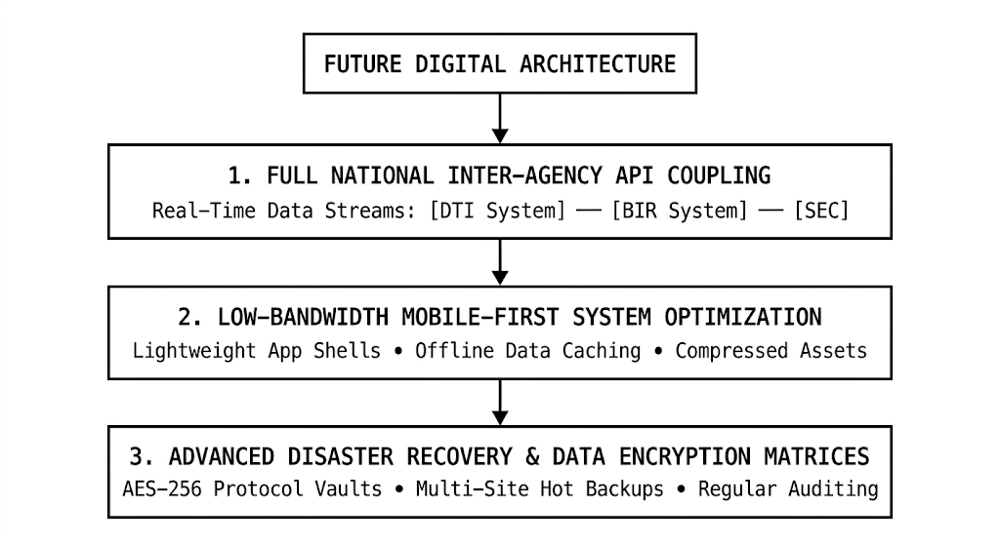 FUTURE DIGITAL ARCHITECTURE
1. FULL NATIONAL INTER-AGENCY API COUPLING
Real-Time Data Streams: [DTI System] — [BIR System] — [SEC]
2. LOW-BANDWIDTH MOBILE-FIRST SYSTEM OPTIMIZATION
Lightweight App Shells • Offline Data Caching • Compressed Assets
3. ADVANCED DISASTER RECOVERY & DATA ENCRYPTION MATRICES
AES-256 Protocol Vaults • Multi-Site Hot Backups • Regular Auditing